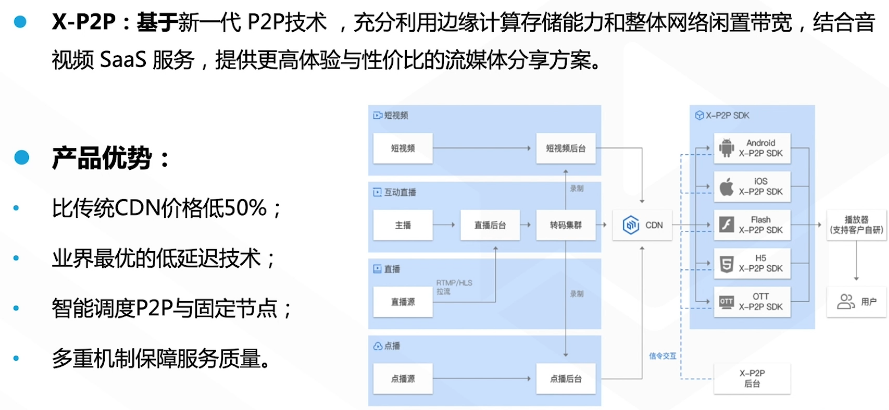 X-P2P：基于新一代 P2P技术 ，充分利用边缘计算存储能力和整体网络闲置带宽，结合音
视频 SaaS 服务，提供更高体验与性价比的流媒体分享方案。
产品优势：
比传统CDN价格低50%；
业界最优的低延迟技术；
智能调度P2P与固定节点；
多重机制保障服务质量。
短视频
短视频
短视频后台
录制
互动直播
主播
直播后台
转码集群
直播
RTMP/HLS
拉流
直播源
录制
点播
点播源
点播后台
CDN
X-P2P SDK
Android
X-P2P SDK
iOS
X-P2P SDK
Flash
X-P2P SDK
H5
X-P2P SDK
OTT
OTT
X-P2P SDK
信令交互
X-P2P
后台
播放器
(支持客户自研)
用户